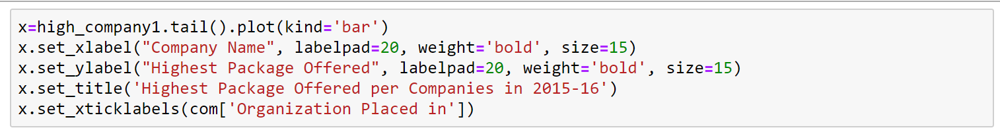 x=high_company1.tail().plot(kind='bar')
x.set_xlabel("Company Name", labelpad=20, weight='bold', size=15)
x.set_ylabel("Highest Package Offered", labelpad=20, weight='bold', size=15)
x.set_title('Highest Package Offered per Companies in 2015-16')
x.set_xticklabels(com['Organization Placed in'])